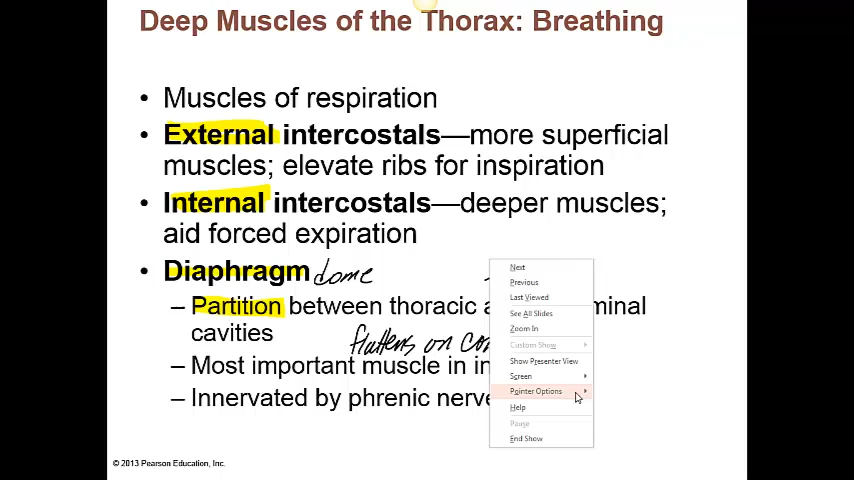 Deep Muscles of the Thorax: Breathing
• Muscles of respiration
• External intercostals—more superficial
muscles; elevate ribs for inspiration
• Internal intercostals—deeper muscles;
aid forced expiration
• Diaphragm dome
– Partition between thoracic a minal
cavities
flattens on con
– Most important muscle in in
– Innervated by phrenic nerve
Next
Previous
Last Viewed
See All Slides
Zoom In
Custom Show
Show Presenter View
Screen
Pointer Options
Help
Pause
End Show
© 2013 Pearson Education, Inc.